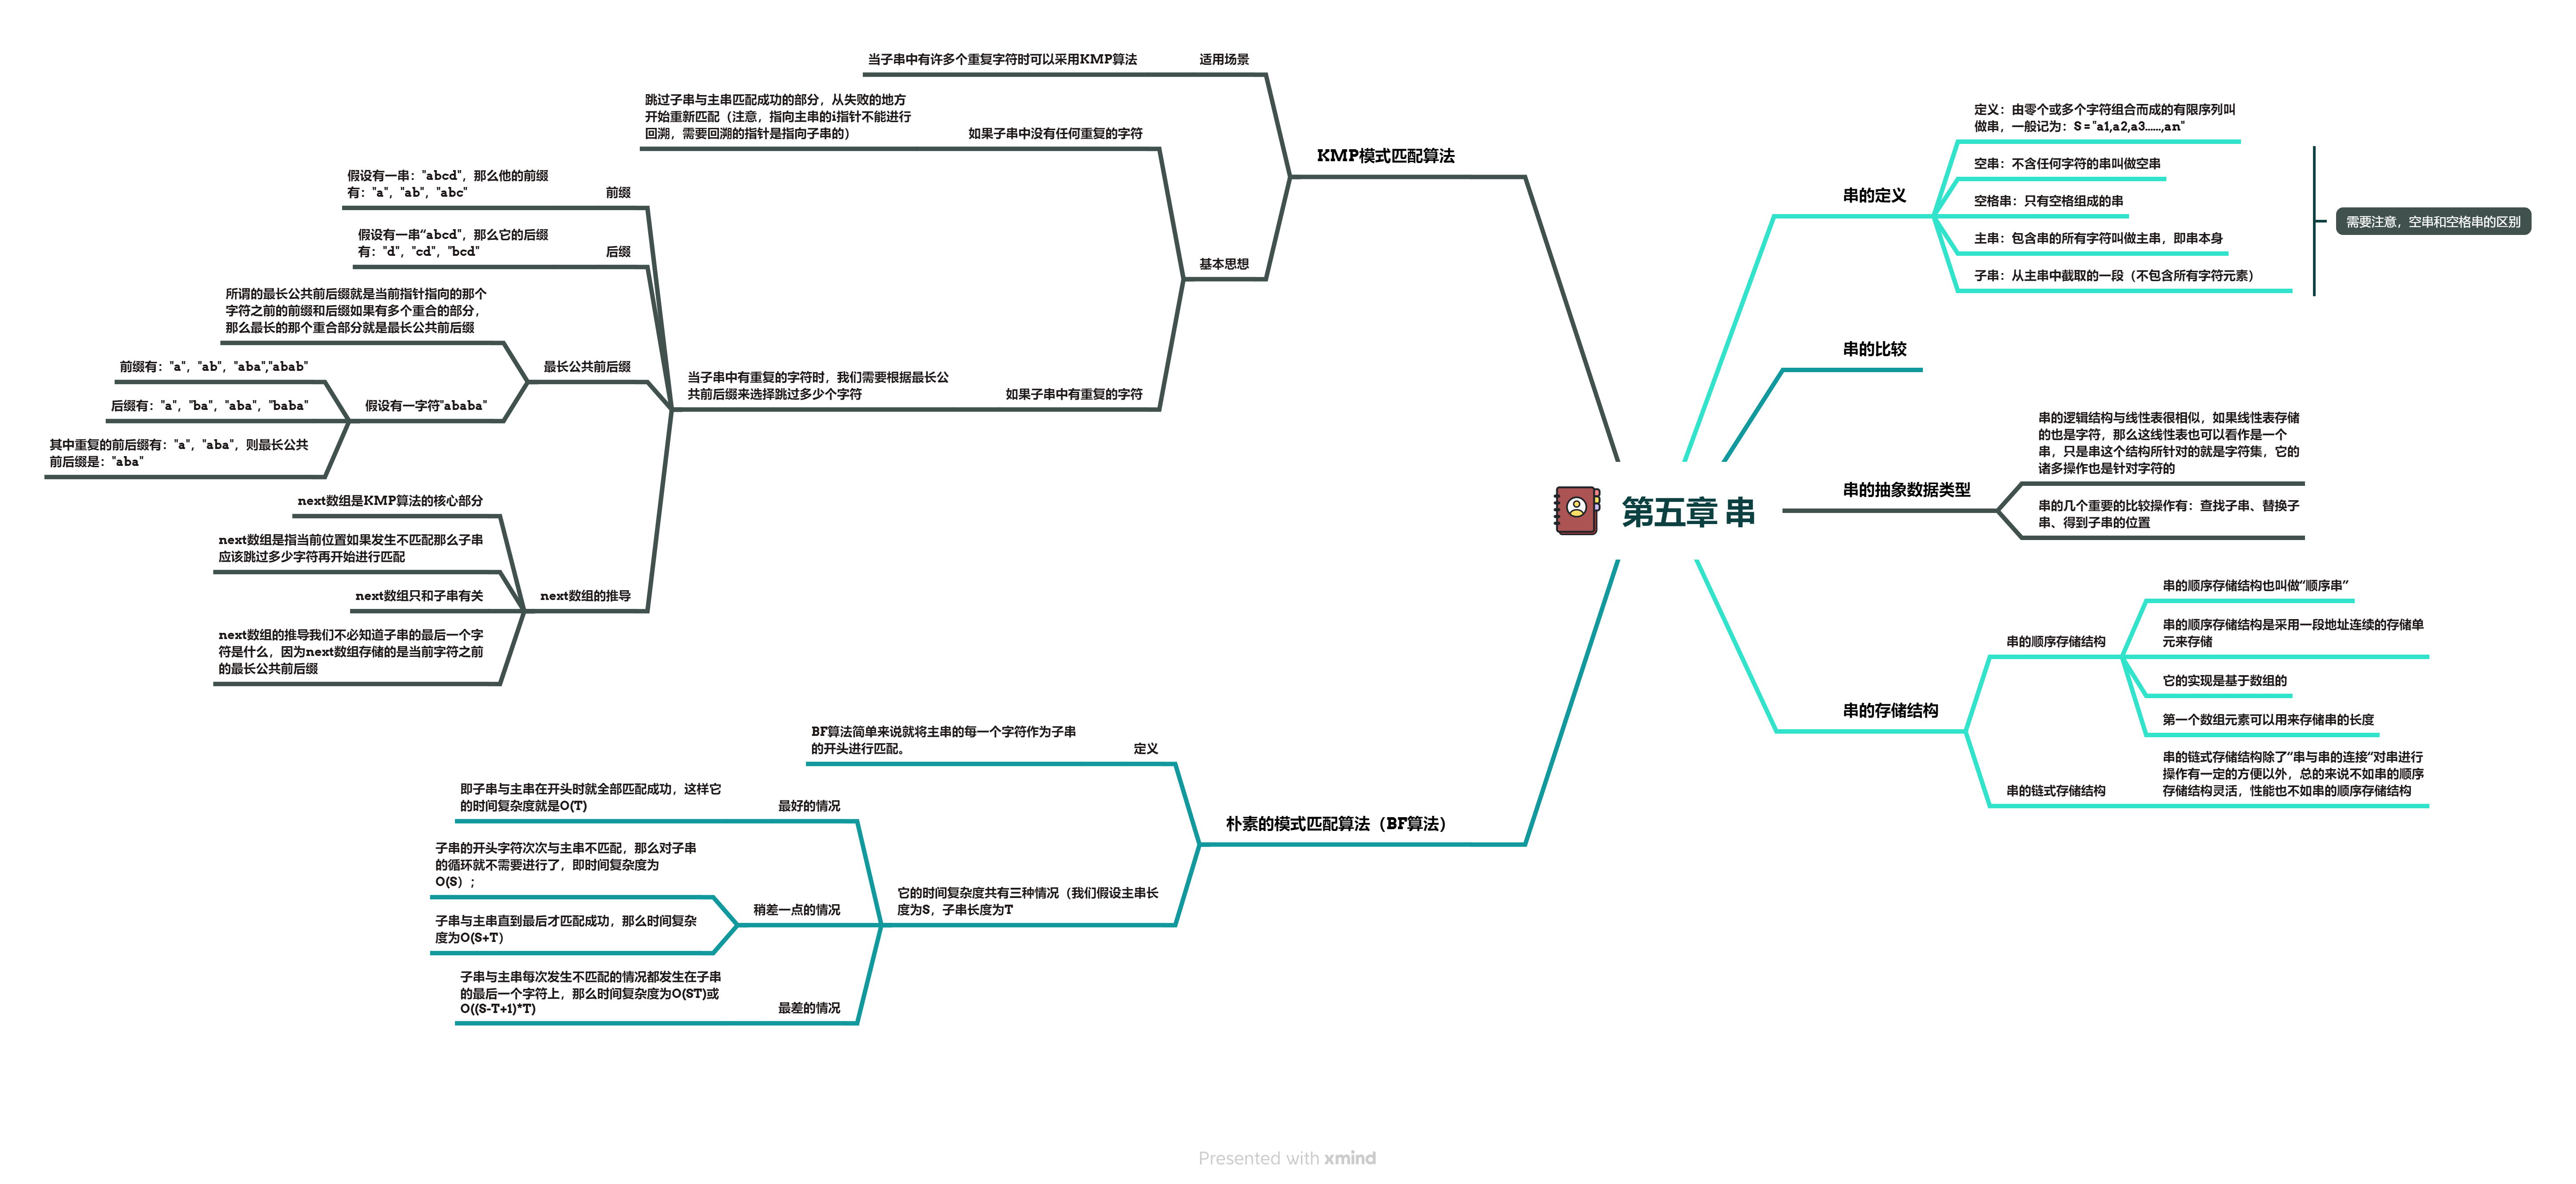 第五章 串
串的定义
定义：由零个或多个字符组合而成的有限序列叫
做串，一般记为：S = "a1,a2,a3......,an"
空串：不含任何字符的串叫做空串
空格串：只有空格组成的串
主串：包含串的所有字符叫做主串，即串本身
子串：从主串中截取的一段（不包含所有字符元素）
需要注意，空串和空格串的区别
串的比较
串的抽象数据类型
串的逻辑结构与线性表很相似，如果线性表存储
的也是字符，那么这线性表也可以看作是一个
串，只是串这个结构所针对的就是字符集，它的
诸多操作也是针对字符的
串的几个重要的比较操作有：查找子串、替换子
串、得到子串的位置
串的存储结构
串的顺序存储结构
串的顺序存储结构也叫做“顺序串”
串的顺序存储结构是采用一段地址连续的存储单
元来存储
它的实现是基于数组的
第一个数组元素可以用来存储串的长度
串的链式存储结构
串的链式存储结构除了“串与串的连接“对串进行
操作有一定的方便以外，总的来说不如串的顺序
存储结构灵活，性能也不如串的顺序存储结构
KMP模式匹配算法
适用场景
当子串中有许多个重复字符时可以采用KMP算法
基本思想
如果子串中没有任何重复的字符
跳过子串与主串匹配成功的部分，从失败的地方
开始重新匹配（注意，指向主串的i指针不能进行
回溯，需要回溯的指针是指向子串的）
如果子串中有重复的字符
当子串中有重复的字符时，我们需要根据最长公
共前后缀来选择跳过多少个字符
前缀
假设有一串："abcd"，那么他的前缀
有："a"，"ab"，"abc"
后缀
假设有一串“abcd"，那么它的后缀
有："d"，"cd"，"bcd"
最长公共前后缀
所谓的最长公共前后缀就是当前指针指向的那个
字符之前的前缀和后缀如果有多个重合的部分，
那么最长的那个重合部分就是最长公共前后缀
假设有一字符"ababa"
前缀有："a"，"ab"，"aba","abab"
后缀有："a"，"ba"，"aba"，"baba"
其中重复的前后缀有："a"，"aba"，则最长公共
前后缀是："aba"
next数组的推导
next数组是KMP算法的核心部分
next数组是指当前位置如果发生不匹配那么子串
应该跳过多少字符再开始进行匹配
next数组只和子串有关
next数组的推导我们不必知道子串的最后一个字
符是什么，因为next数组存储的是当前字符之前
的最长公共前后缀
朴素的模式匹配算法（BF算法）
定义
BF算法简单来说就将主串的每一个字符作为子串
的开头进行匹配。
它的时间复杂度共有三种情况（我们假设主串长
度为S，子串长度为T
最好的情况
即子串与主串在开头时就全部匹配成功，这样它
的时间复杂度就是O(T)
稍差一点的情况
子串的开头字符次次与主串不匹配，那么对子串
的循环就不需要进行了，即时间复杂度为
O(S）；
子串与主串直到最后才匹配成功，那么时间复杂
度为O(S+T）
最差的情况
子串与主串每次发生不匹配的情况都发生在子串
的最后一个字符上，那么时间复杂度为O(ST)或
O((S-T+1)*T)
Presented with xmind